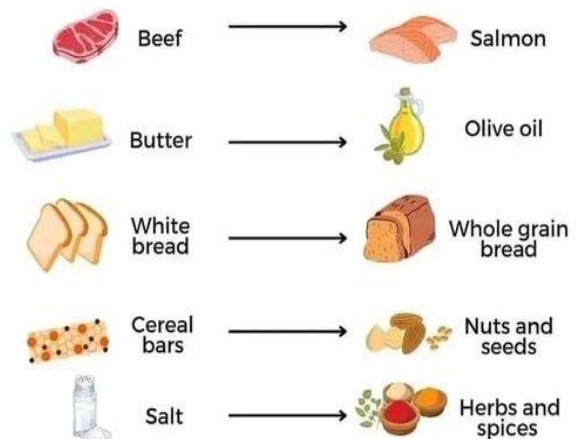 Beef
Salmon
Butter
Olive oil
White
bread
Whole grain
bread
Cereal
bars
Nuts and
seeds
Salt
Herbs and
spices